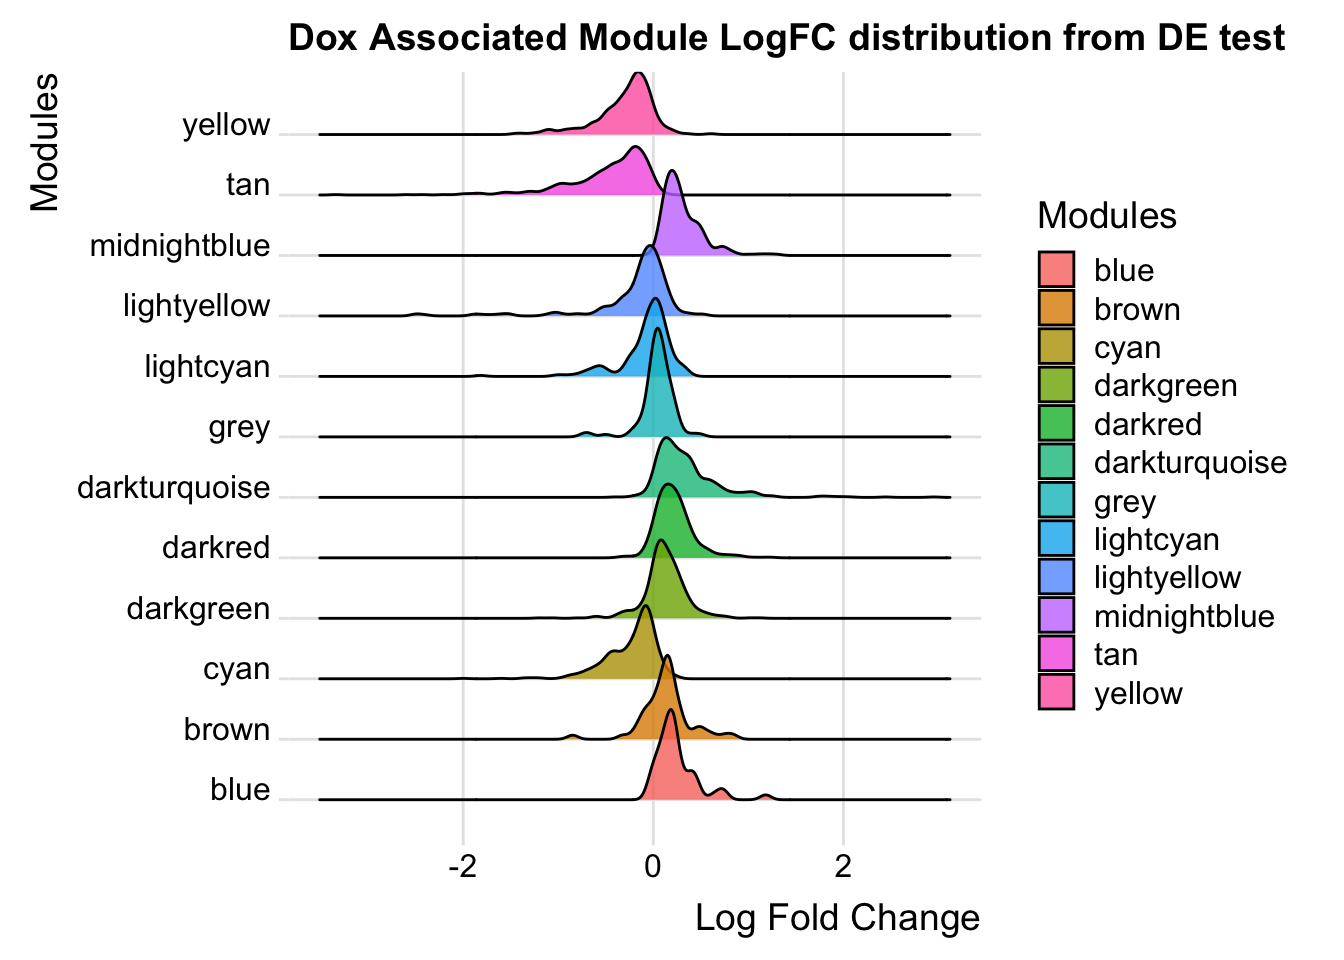 Dox Associated Module LogFC distribution from DE test
Modules
yellow
tan
midnightblue
lightyellow
lightcyan
grey
darkturquoise
darkred
darkgreen
cyan
brown
blue
-2 0 2
Log Fold Change
Modules
blue
brown
cyan
darkgreen
darkred
darkturquoise
grey
lightcyan
lightyellow
midnightblue
tan
yellow